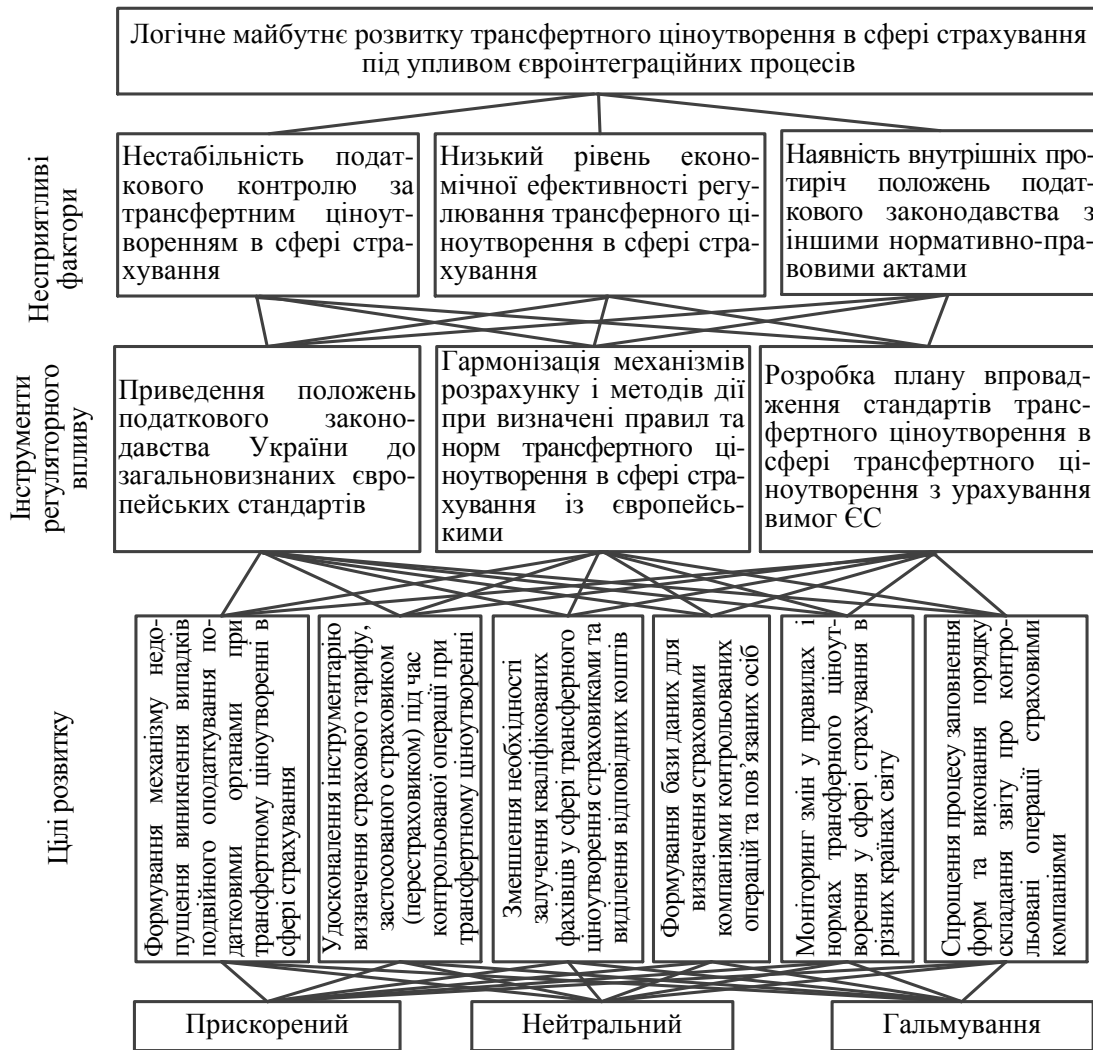 Логічне майбутнє розвитку трансфертного ціноутворення в сфері страхування
під упливом євроінтеграційних процесів
Несприятливі
фактори
Нестабільність подат-
кового контролю за
трансфертним ціноут-
воренням в сфері стра-
хування
Низький рівень еконо-
мічної ефективності регу-
лювання трансферного ці-
ноутворення в сфері стра-
хування
Наявність внутрішніх про-
тиріч положень подат-
кового законодавства з
іншими нормативно-пра-
вовими актами
Інструменти
регуляторного
впливу
Приведення положень
податкового законо-
давства України до
загальновизнаних євро-
пейських стандартів
Гармонізація механізмів
розрахунку і методів дії
при визначені правил та
норм трансфертного ці-
ноутворення в сфері стра-
хування із європейсь-
кими
Розробка плану впровад-
ження стандартів транс-
фертного ціноутворення в
сфері трансфертного ці-
ноутворення з урахування
вимог ЄС
Цілі розвитку
Формування механізму недо-
пущення виникнення випадків
подвійного оподаткування по-
датковими органами при
трансфертному ціноутворенні в
сфері страхування
Удосконалення інструментарію
визначення страхового тарифу,
застосованого страховиком
(перестраховиком) під час
контрольованої операції при
трансфертному ціноутворенні
Зменшення необхідності
залучення кваліфікованих
фахівців у сфері трансферного
ціноутворення страховиками та
виділення відповідних коштів
Формування бази даних для
визначення страховими
компаніями контрольованих
операцій та пов’язаних осіб
Моніторинг змін у правилах і
нормах трансферного ціноут-
ворення у сфері страхування в
різних країнах світу
Спрощення процесу заповнення
форм та виконання порядку
складання звіту про контро-
льовані операції страховими
компаніями
Прискорений
Нейтральний
Гальмування